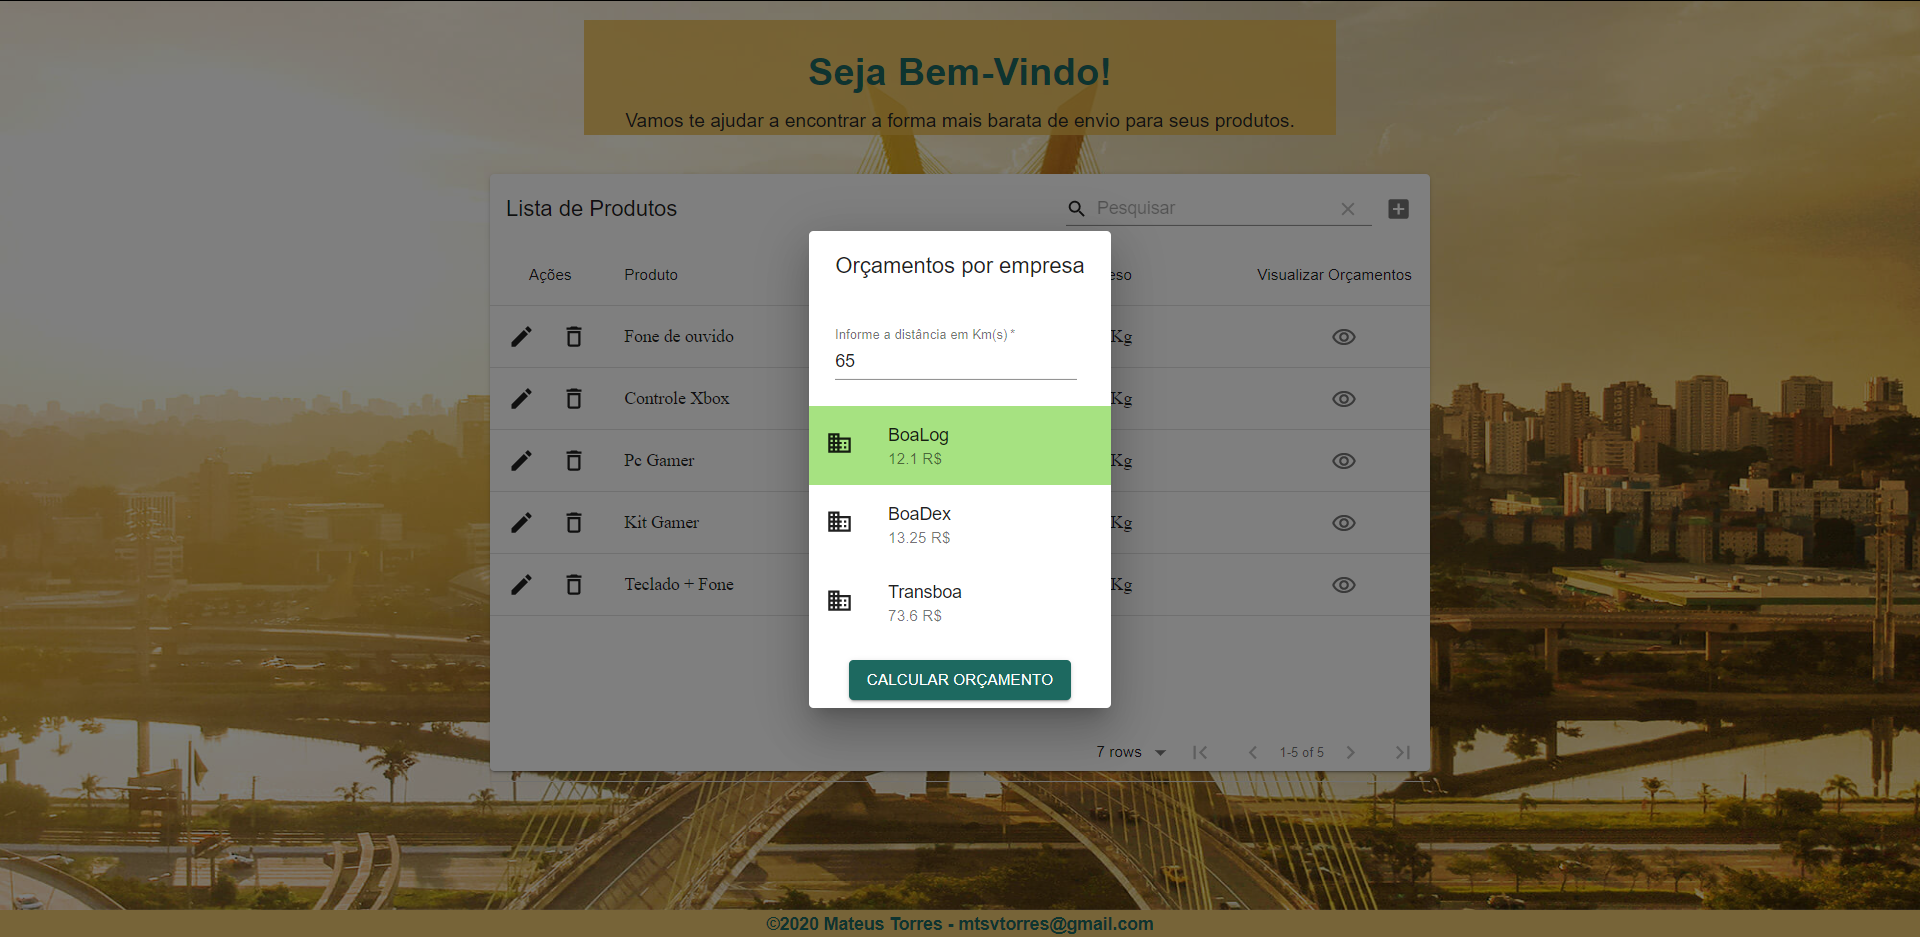 Seja Bem-Vindo!
Vamos te ajudar a encontrar a forma mais barata de envio para seus produtos.
Lista de Produtos
Pesquisar
Ações Produto eso Visualizar Orçamentos
Fone de ouvido Kg
Controle Xbox Kg
Pc Gamer Kg
Kit Gamer Kg
Teclado + Fone Kg
Orçamentos por empresa
Informe a distância em Km(s) *
65
BoaLog
12.1 R$
BoaDex
13.25 R$
Transboa
73.6 R$
CALCULAR ORÇAMENTO
7 rows 1-5 of 5
©2020 Mateus Torres - mtsvtorres@gmail.com